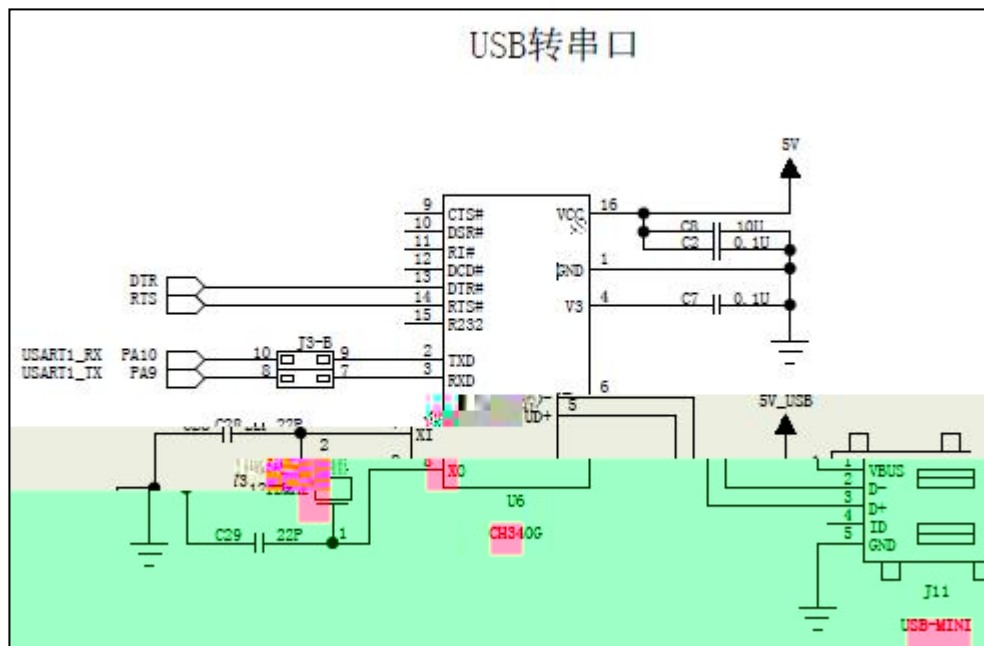 USB转串口
5V
9 CTS# VCC 16
10 DSR# C8 10U
11 RI# C2 0.1U
12 DCD# GND 1
DTR 13 DTR#
RTS 14 RTS# V3 4 C7 0.1U
15 R232
J3-B
USART1_RX PA10 10 9 2 TXD
USART1_TX PA9 8 7 3 RXD
6
UD+ 5 5V_USB
C28 22P 2 XI
XO
1 VBUS
2 D-
3 D+
4 ID
5 GND
U6
C29 22P 1 CH340G
J11
USB-MINI